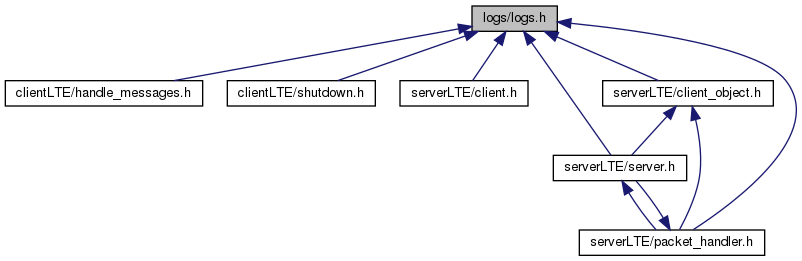 logs/logs.h
clientLTE/handle_messages.h
clientLTE/shutdown.h
serverLTE/client.h
serverLTE/client_object.h
serverLTE/server.h
serverLTE/packet_handler.h